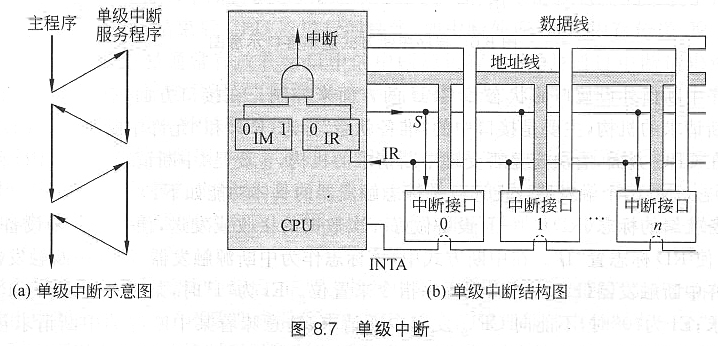 主程序
单级中断
服务程序
(a) 单级中断示意图
中断
0 1
IM
0 1
IR
CPU
数据线
地址线
S
IR
中断接口
0
中断接口
1
...
中断接口
n
INTA
(b) 单级中断结构图
图 8.7 单级中断